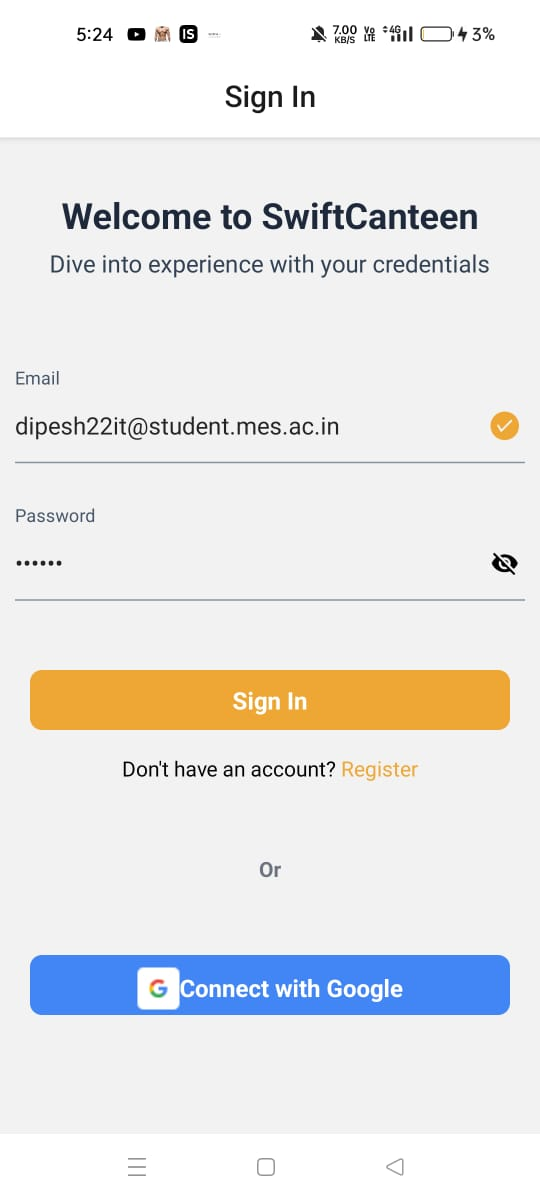 5:24 IS 7.00 KB/S Vo LTE 4G 3%
Sign In
Welcome to SwiftCanteen
Dive into experience with your credentials
Email
dipesh22it@student.mes.ac.in
Password
••••••
Sign In
Don't have an account? Register
Or
G Connect with Google